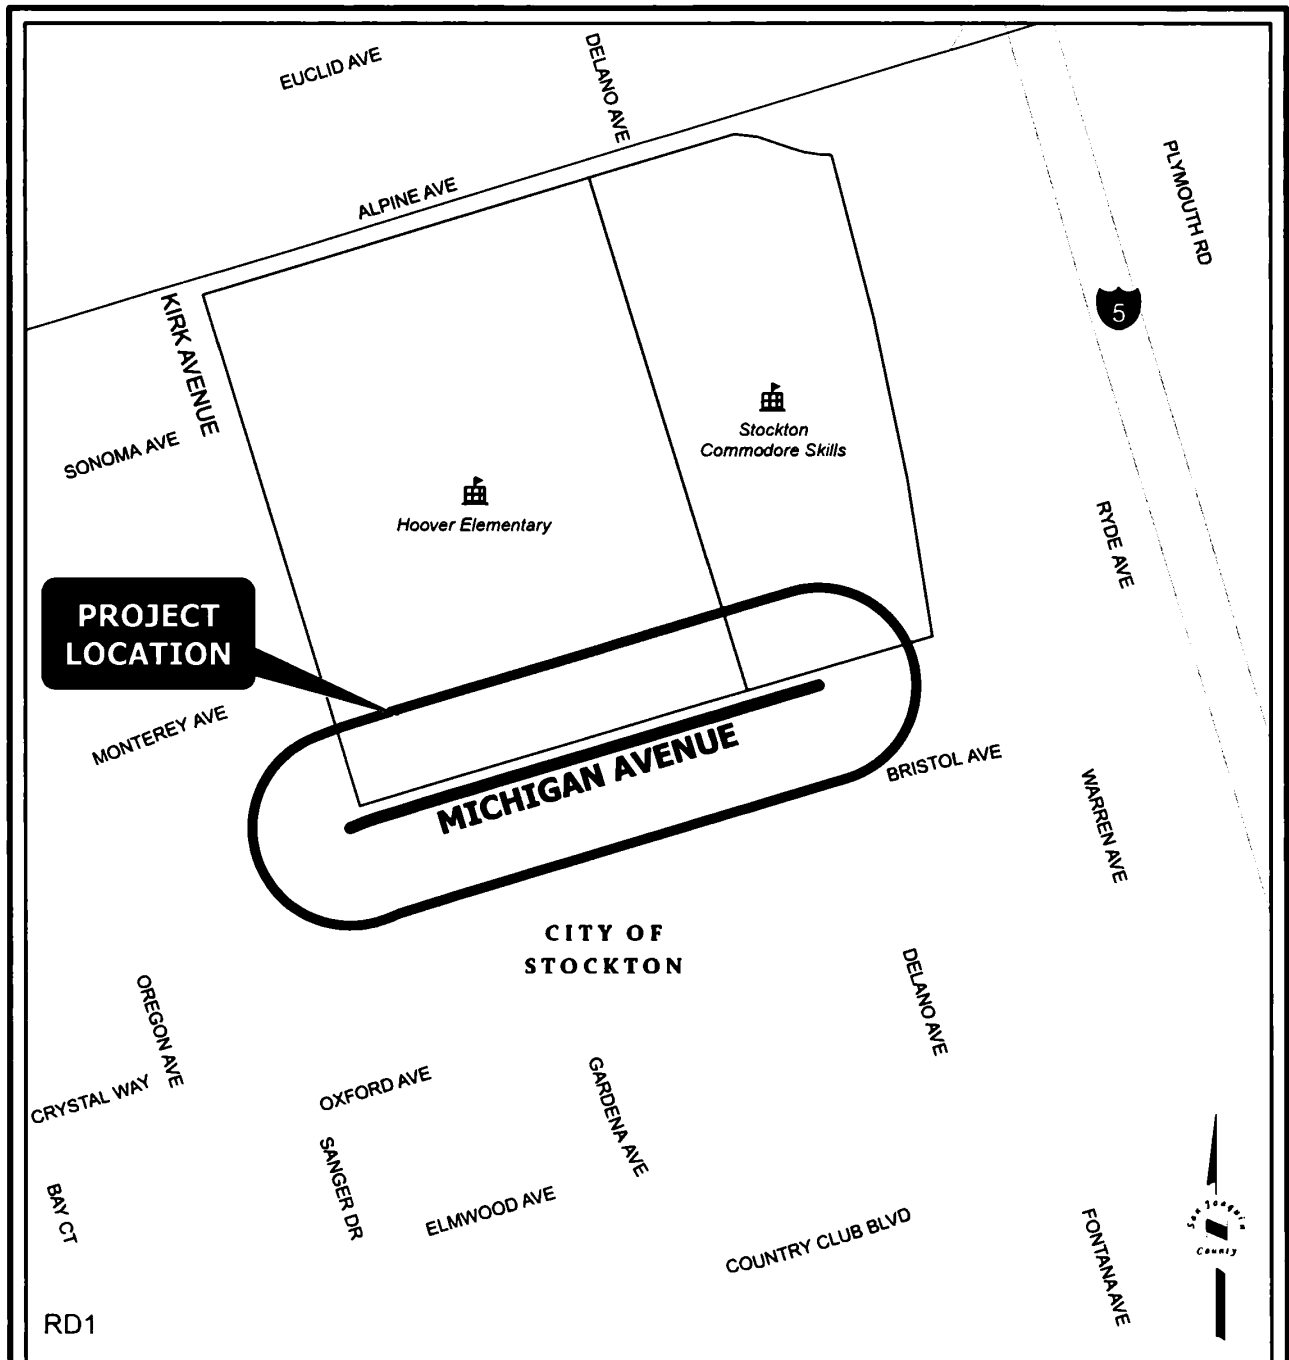 EUCLID AVE
DELANO AVE
ALPINE AVE
PLYMOUTH RD
KIRK AVENUE
5
SONOMA AVE
Stockton
Commodore Skills
Hoover Elementary
RYDE AVE
PROJECT
LOCATION
MONTEREY AVE
MICHIGAN AVENUE
BRISTOL AVE
WARREN AVE
CITY OF
STOCKTON
OREGON AVE
DELANO AVE
CRYSTAL WAY
OXFORD AVE
GARDENA AVE
SANGER DR
BAY CT
ELMWOOD AVE
COUNTRY CLUB BLVD
FONTANA AVE
San Joaquin
County
RD1